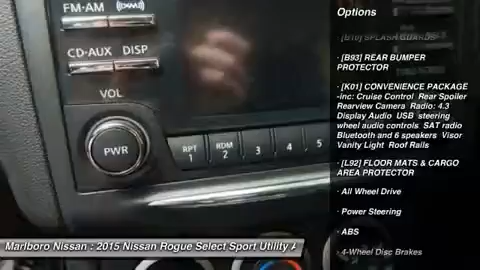 FM-AM
CD-AUX
DISP
VOL
PWR
RPT
1
RDM
2
3
4
5
Options
· [B10] SPLASH GUARDS
· [B93] REAR BUMPER
PROTECTOR
· [K01] CONVENIENCE PACKAGE
-inc: Cruise Control Rear Spoiler
Rearview Camera Radio: 4.3
Display Audio USB steering
wheel audio controls SAT radio
Bluetooth and 6 speakers Visor
Vanity Light Roof Rails
· [L92] FLOOR MATS & CARGO
AREA PROTECTOR
· All Wheel Drive
· Power Steering
· ABS
· 4-Wheel Disc Brakes
Marlboro Nissan : 2015 Nissan Rogue Select Sport Utility